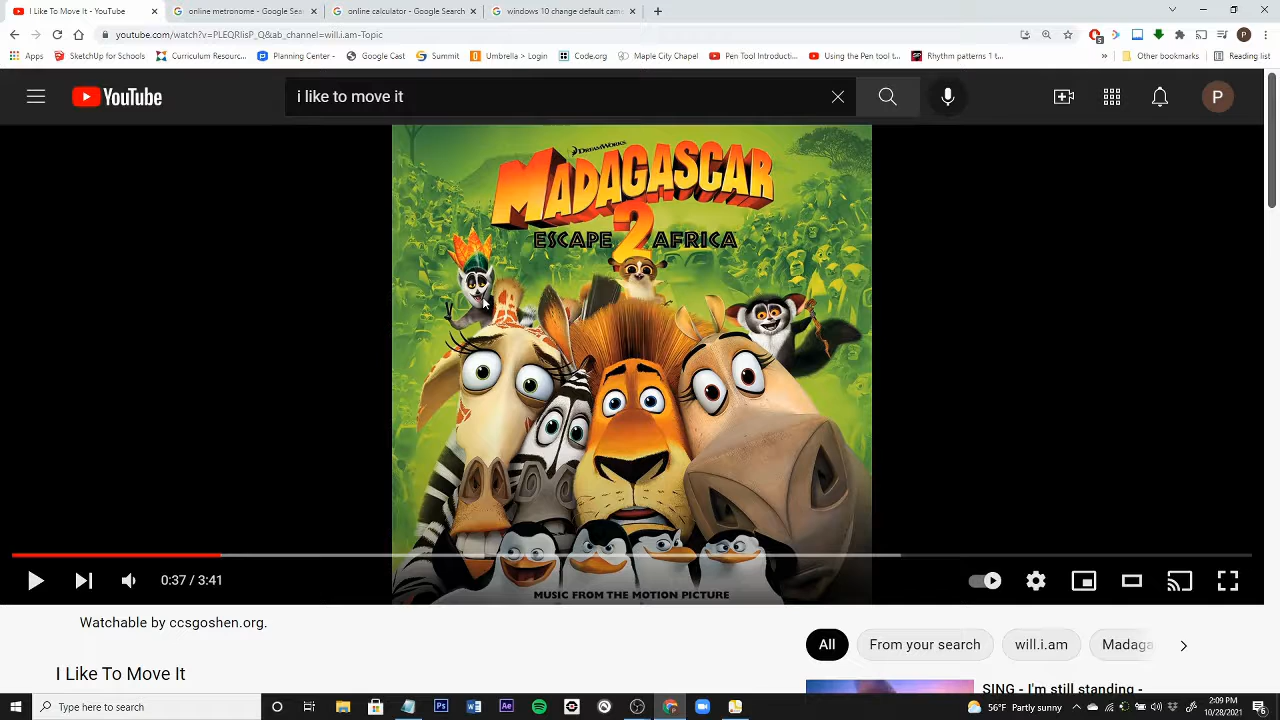 I Like To Move It - YouTube
online metronome - Google Sea
online calculator - Google Search
windows 10 change default cam
youtube.com/watch?v=PLEQRIisP_Q&ab_channel=will.i.am-Topic
Apps
SketchUp for Schools
Curriculum Resourc...
Planning Center -
Google Cast
Summit
Umbrella > Login
Code.org
Maple City Chapel
Pen Tool Introducti...
Using the Pen tool t...
Rhythm patterns 1 t...
Other bookmarks
Reading list
YouTube
i like to move it
P
DREAMWORKS
MADAGASCAR
2
ESCAPE AFRICA
MUSIC FROM THE MOTION PICTURE
0:37 / 3:41
Watchable by ccsgoshen.org.
I Like To Move It
All
From your search
will.i.am
Madaga
SING - I'm still standing -
Type here to search
56°F Partly sunny
2:09 PM
10/28/2021